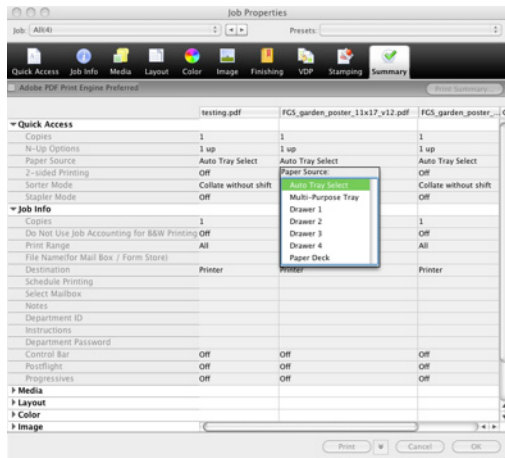 Job Properties
Job: All(4) Presets:
Quick Access Job Info Media Layout Color Image Finishing VDP Stamping Summary
Adobe PDF Print Engine Preferred Print Summary...
testing.pdf FGS_garden_poster_11x17_v12.pdf FGS_garden_poster_...
Quick Access
Copies 1 1 1
N-Up Options 1 up 1 up 1 up
Paper Source Auto Tray Select Auto Tray Select Auto Tray Select
2-sided Printing Off Paper Source: Off
Sorter Mode Collate without shift Auto Tray Select Collate without shift
Stapler Mode Off Multi-Purpose Tray Off
Job Info Drawer 1
Copies 1 Drawer 2 1
Do Not Use Job Accounting for B&W Printing Off Drawer 3 Off
Print Range All Drawer 4 All
File Name(for Mail Box / Form Store) Paper Deck
Destination Printer Printer Printer
Schedule Printing
Select Mailbox
Notes
Department ID
Instructions
Department Password
Control Bar Off Off Off
Postflight Off Off Off
Progressives Off Off Off
Media
Layout
Color
Image
Print Cancel OK